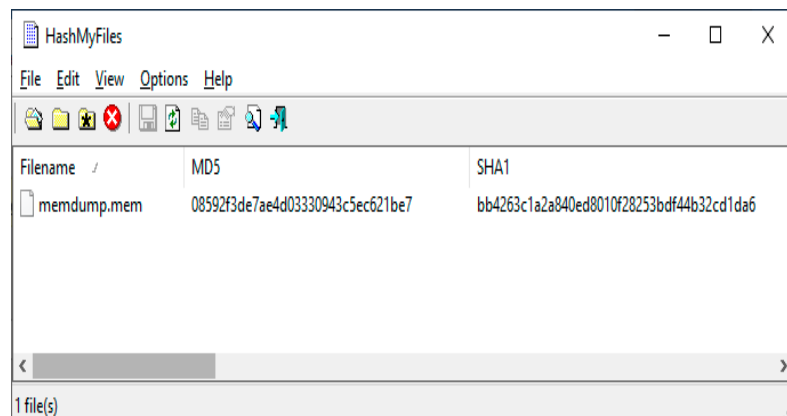 HashMyFiles
File Edit View Options Help
Filename / MD5 SHA1
memdump.mem 08592f3de7ae4d03330943c5ec621be7 bb4263c1a2a840ed8010f28253bdf44b32cd1da6
1 file(s)